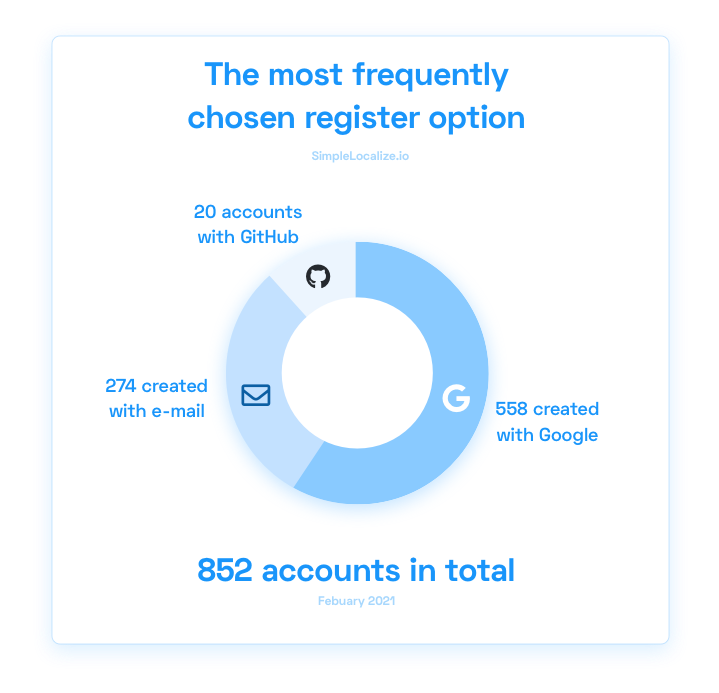 The most frequently
chosen register option
SimpleLocalize.io
20 accounts
with GitHub
274 created
with e-mail
558 created
with Google
852 accounts in total
Febuary 2021